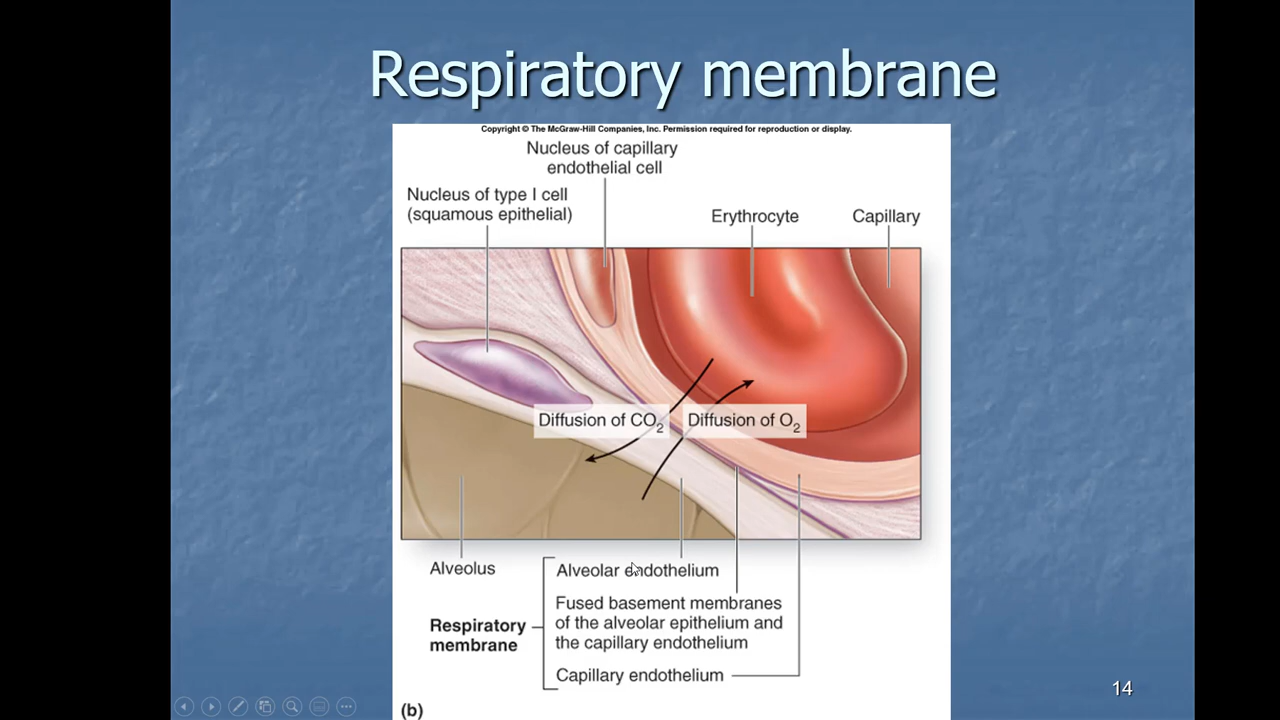 Respiratory membrane
Copyright © The McGraw-Hill Companies, Inc. Permission required for reproduction or display.
Nucleus of capillary
endothelial cell
Nucleus of type I cell
(squamous epithelial)
Erythrocyte
Capillary
Diffusion of CO2
Diffusion of O2
Alveolus
Alveolar endothelium
Fused basement membranes
of the alveolar epithelium and
the capillary endothelium
Respiratory
membrane
Capillary endothelium
14
(b)